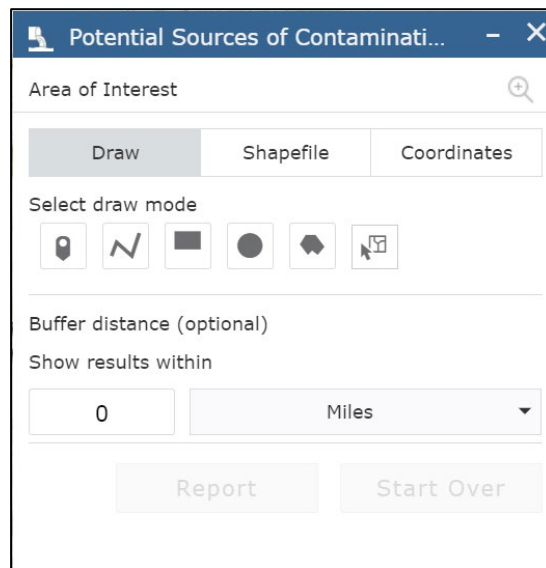 Potential Sources of Contaminati...
Area of Interest
Draw Shapefile Coordinates
Select draw mode
Buffer distance (optional)
Show results within
0 Miles
Report Start Over